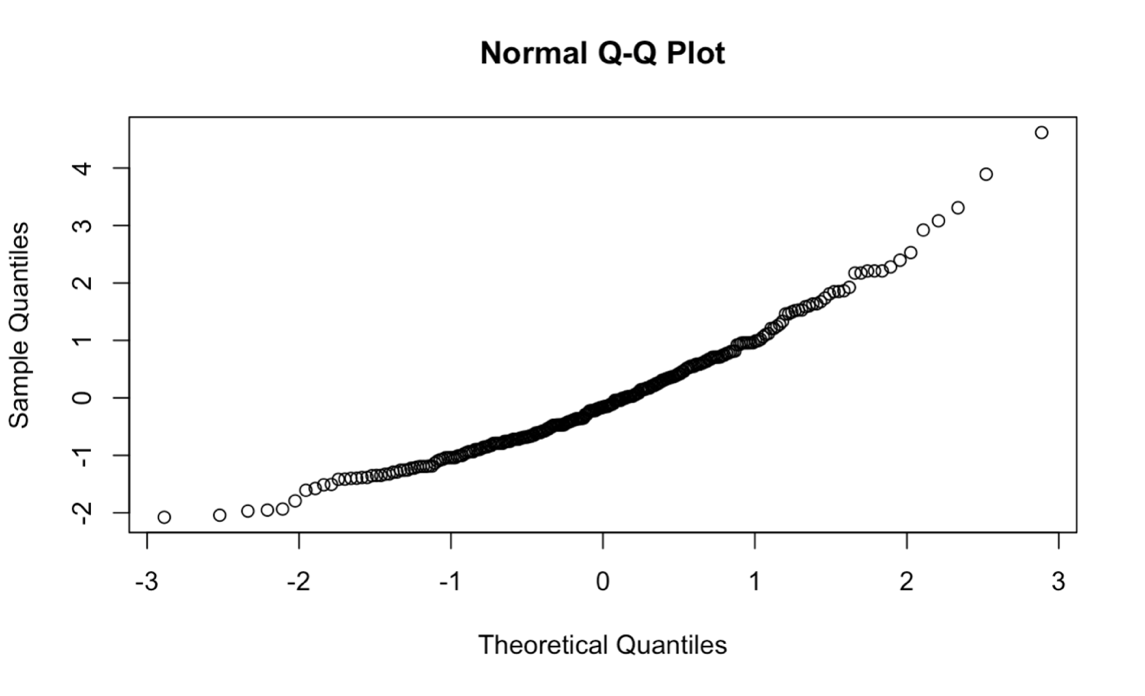 Normal Q-Q Plot
Sample Quantiles
4
3
2
1
0
-1
-2
-3 -2 -1 0 1 2 3
Theoretical Quantiles